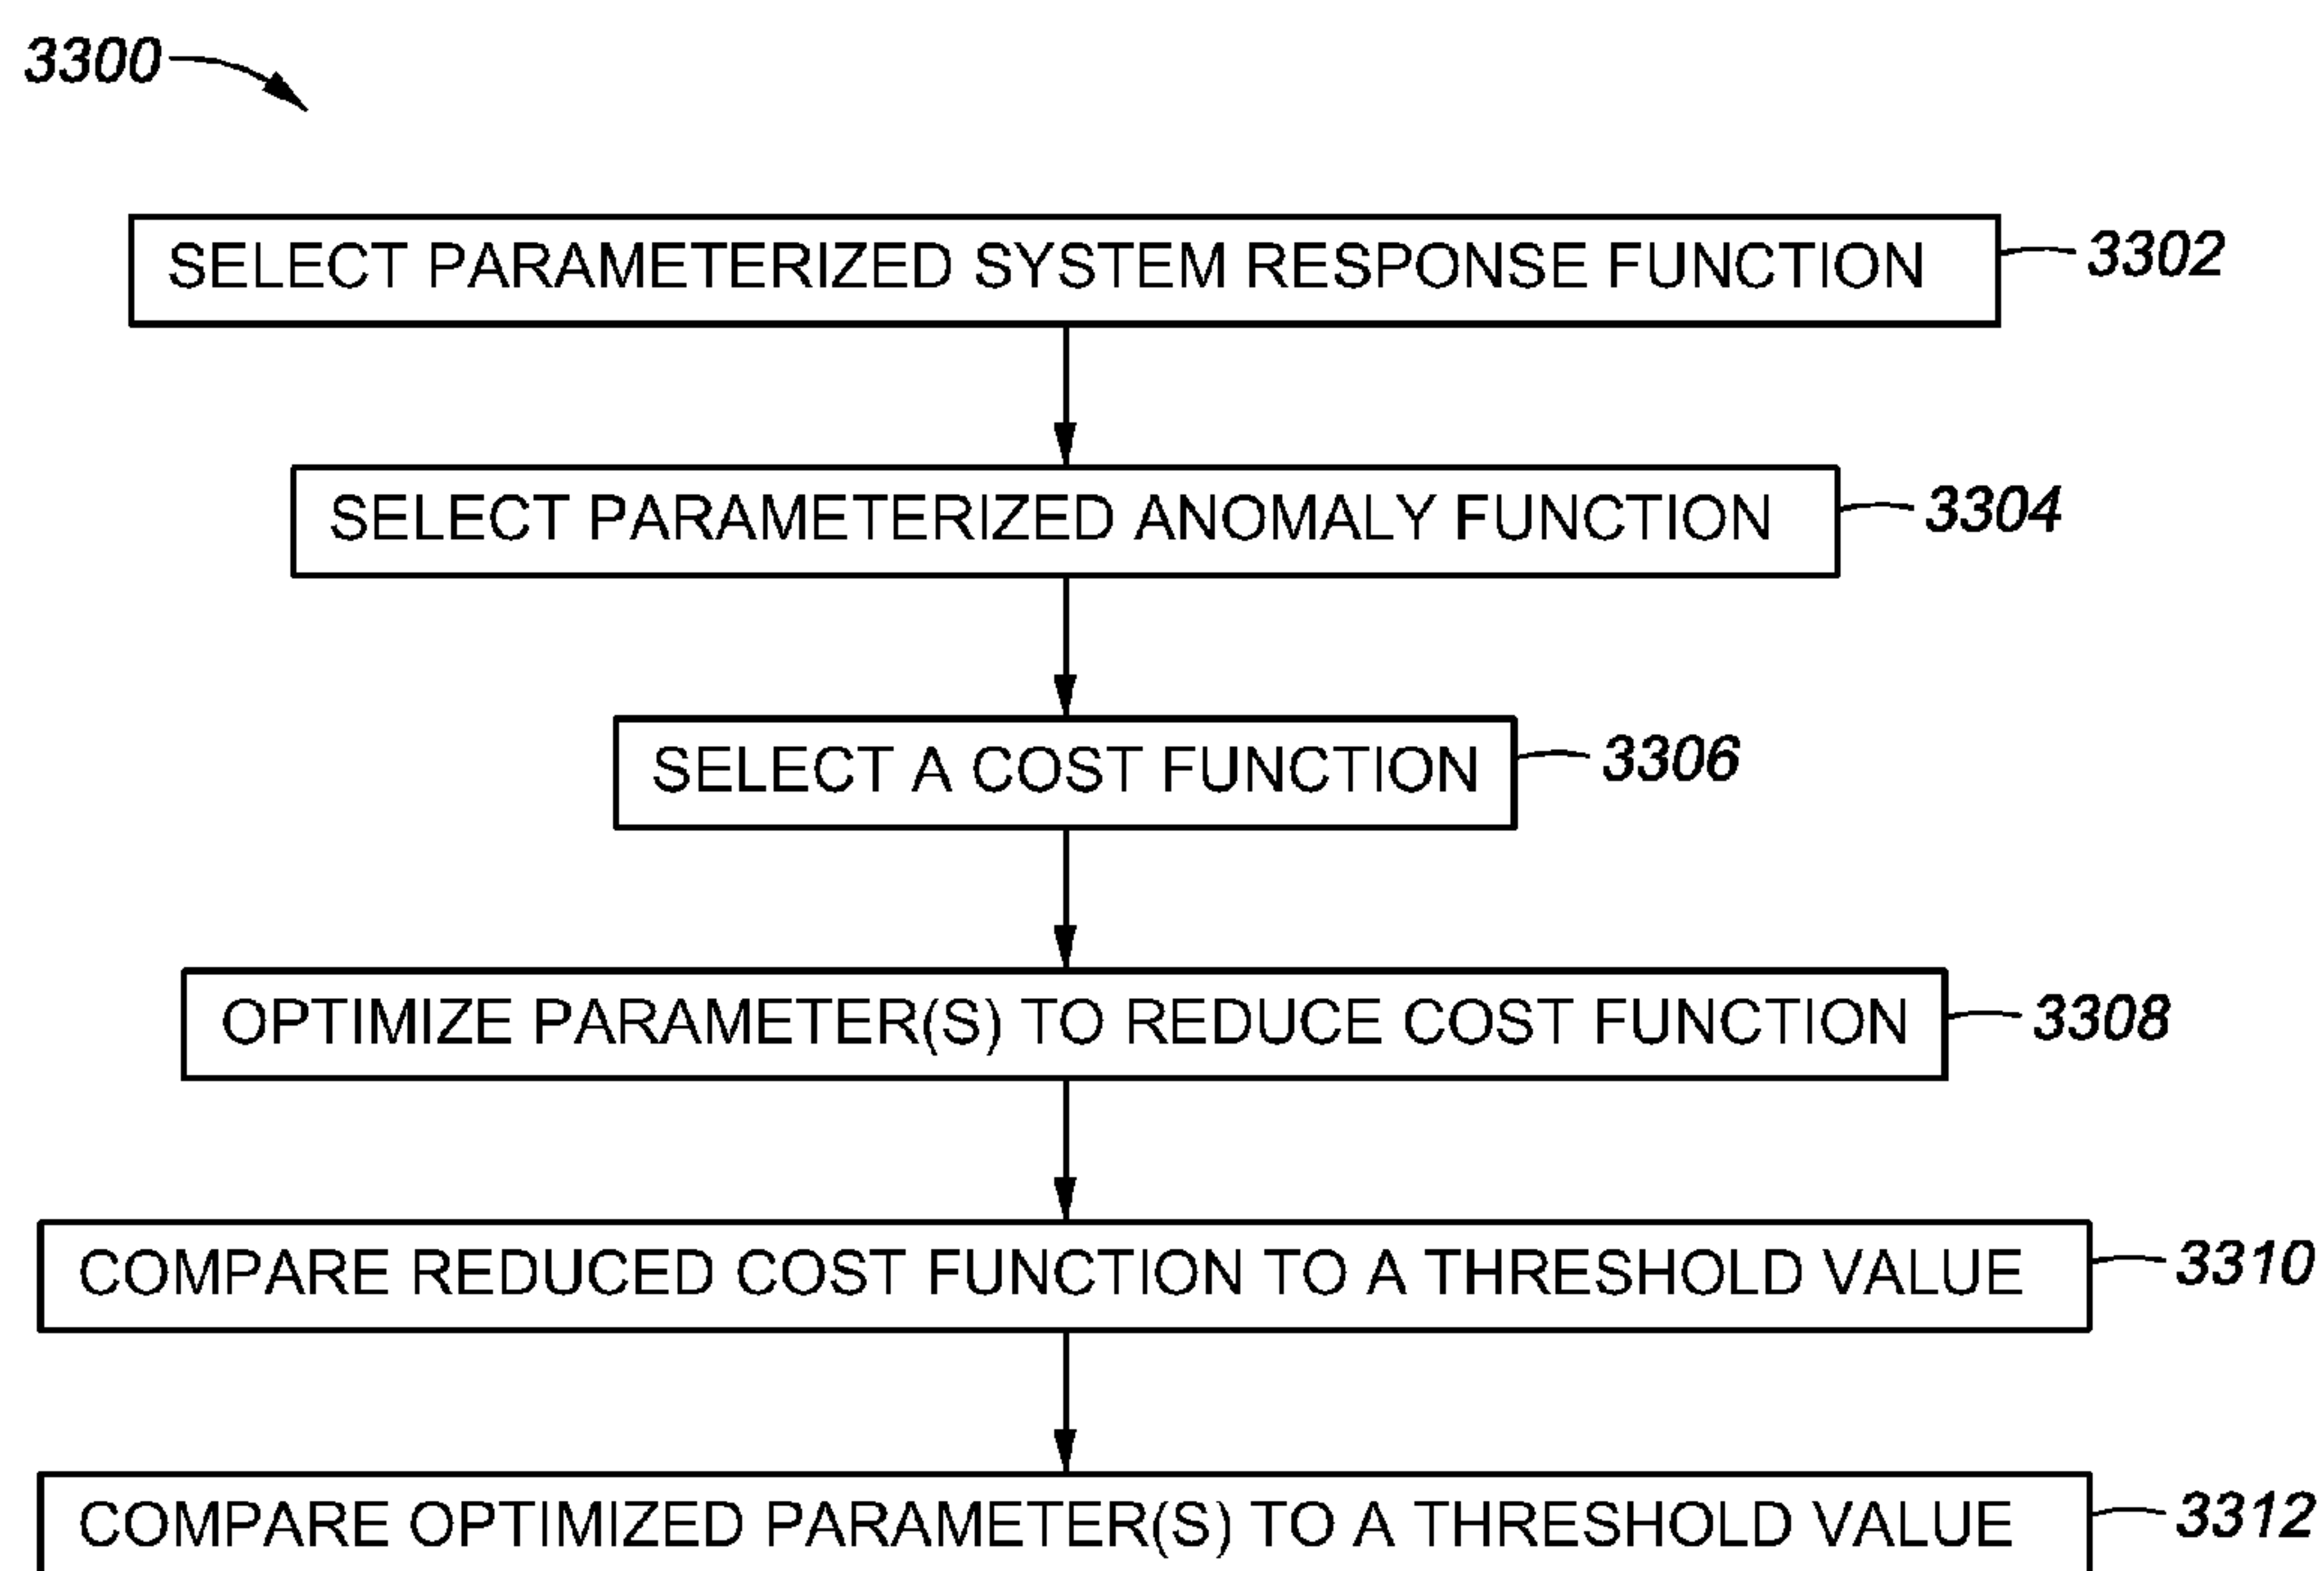 3300
SELECT PARAMETERIZED SYSTEM RESPONSE FUNCTION
3302
SELECT PARAMETERIZED ANOMALY FUNCTION
3304
SELECT A COST FUNCTION
3306
OPTIMIZE PARAMETER(S) TO REDUCE COST FUNCTION
3308
COMPARE REDUCED COST FUNCTION TO A THRESHOLD VALUE
3310
COMPARE OPTIMIZED PARAMETER(S) TO A THRESHOLD VALUE
3312